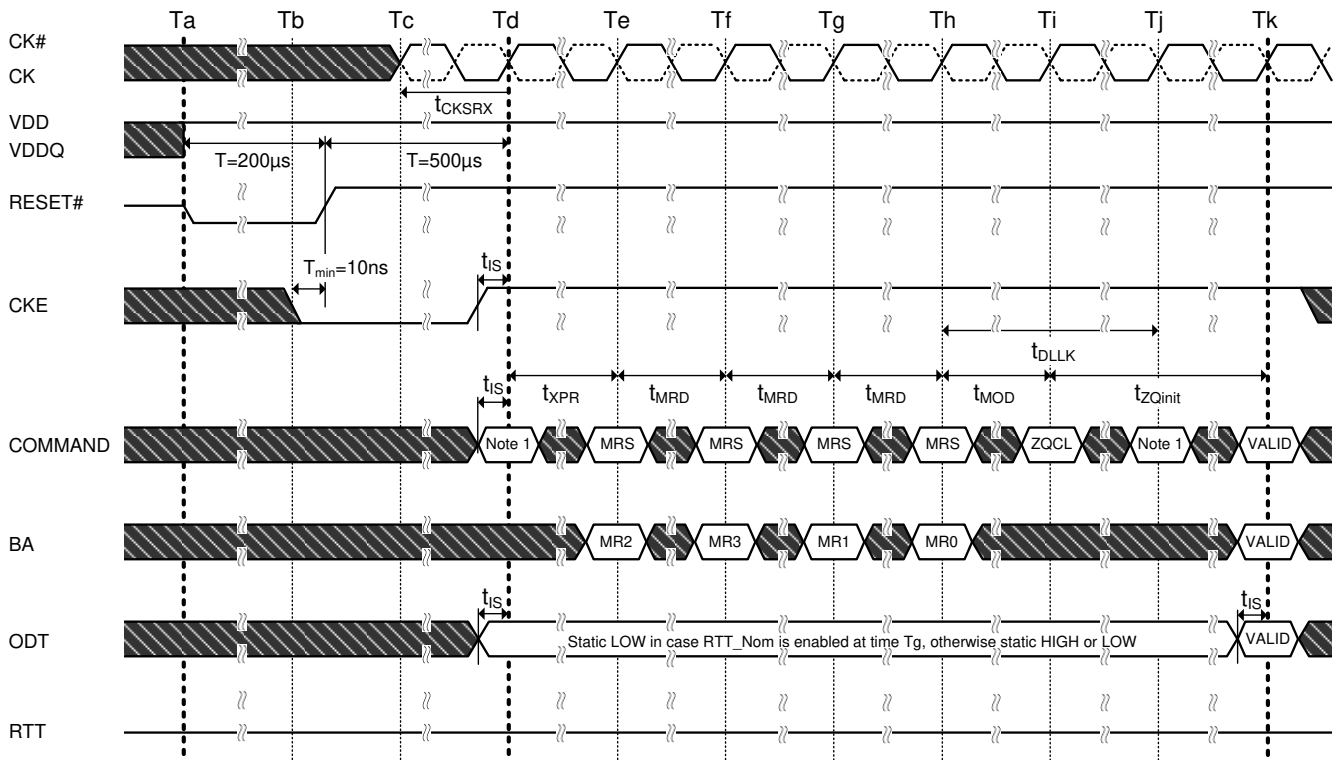 Ta Tb Tc Td Te Tf Tg Th Ti Tj Tk
CK#
CK
tCKSRX
VDD
VDDQ
T=200µs T=500µs
RESET#
Tmin=10ns tIS
CKE
tDLLK
tIS tXPR tMRD tMRD tMRD tMOD tZQinit
COMMAND Note 1 MRS MRS MRS MRS ZQCL Note 1 VALID
BA MR2 MR3 MR1 MR0 VALID
tIS tIS
ODT Static LOW in case RTT_Nom is enabled at time Tg, otherwise static HIGH or LOW VALID
RTT